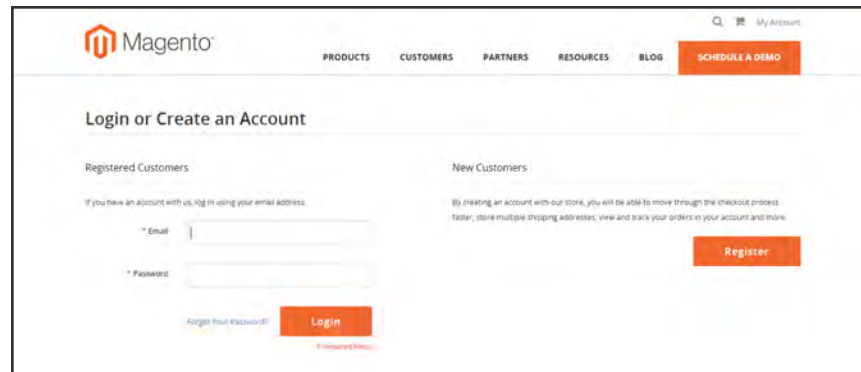 My Account
Magento
PRODUCTS CUSTOMERS PARTNERS RESOURCES BLOG SCHEDULE A DEMO
Login or Create an Account
Registered Customers
New Customers
If you have an account with us, log in using your email address.
By creating an account with our store, you will be able to move through the checkout process
faster, store multiple shipping addresses, view and track your orders in your account and more.
* Email
Register
* Password
Forgot Your Password?
Login
* Required Fields